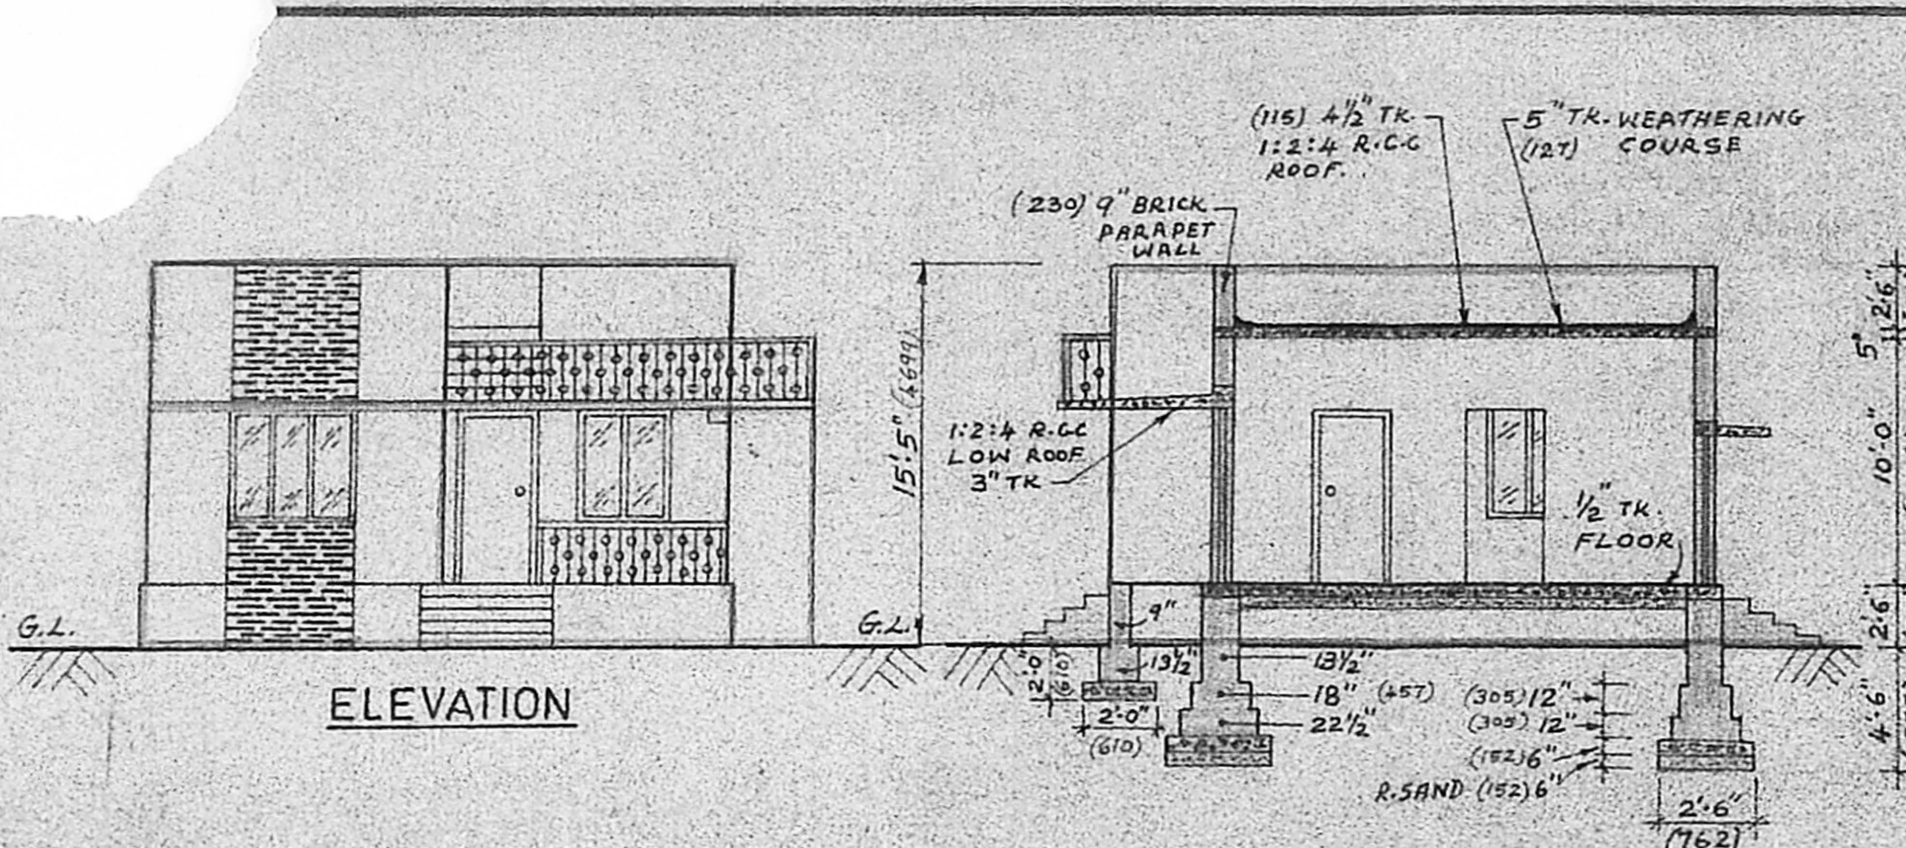 (115) 4½" TK.
1:2:4 R.C.C
ROOF.
5" TK. WEATHERING
(127) COURSE
(230) 9" BRICK
PARAPET
WALL
2'6"
5"
15'.5" (4699)
1:2:4 R.C.C
LOW ROOF
3" TK
10'.0"
½" TK.
FLOOR
G.L.
G.L.
9"
2'6"
2'.0"
(610)
13½"
13½"
18" (457)
22½"
(305) 12"
(305) 12"
(152) 6"
R.SAND (152) 6"
4'.6"
2'.0"
(610)
2'.6"
(762)
ELEVATION